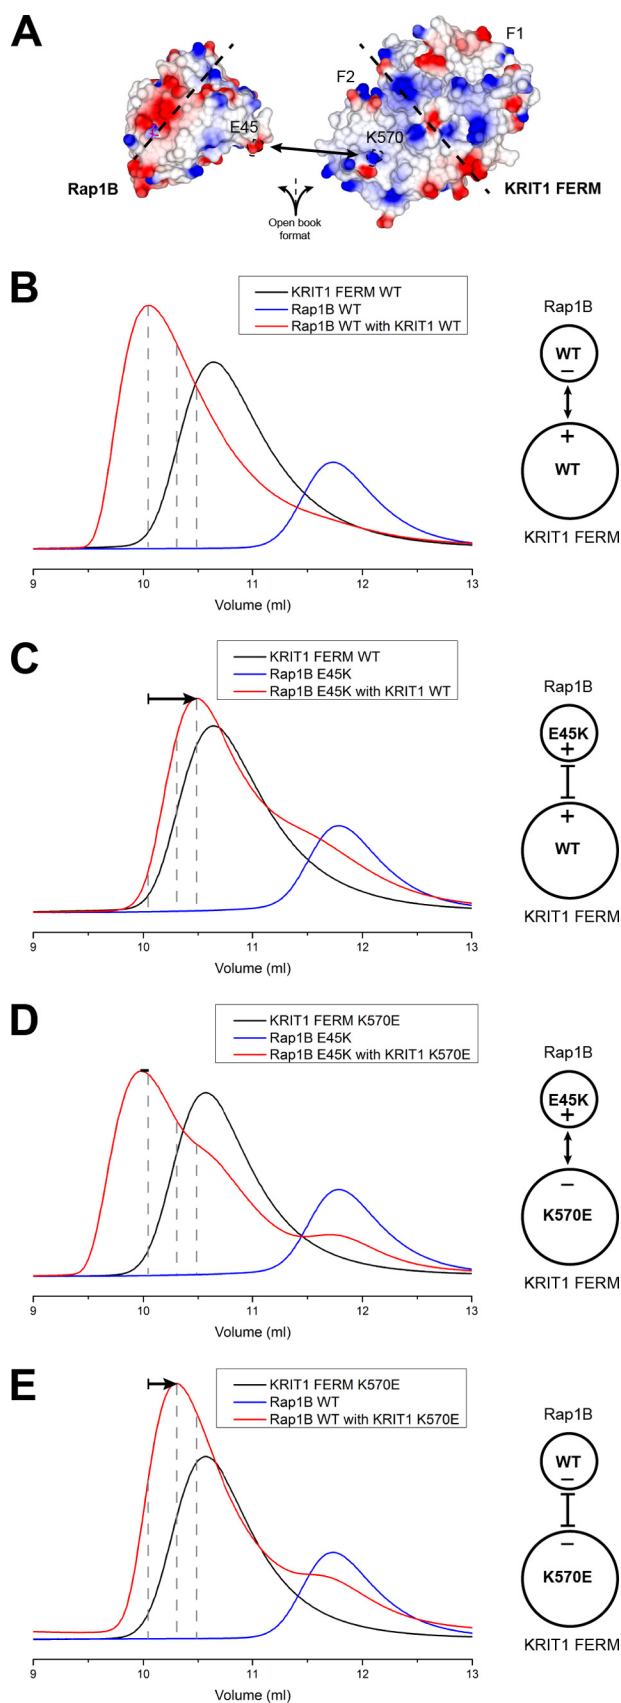 A
F1
F2
E45
K570
Rap1B
KRIT1 FERM
Open book
format
B
KRIT1 FERM WT
Rap1B WT
Rap1B WT with KRIT1 WT
Rap1B
WT
−
+
WT
KRIT1 FERM
9 10 11 12 13
Volume (ml)
C
KRIT1 FERM WT
Rap1B E45K
Rap1B E45K with KRIT1 WT
Rap1B
E45K
+
+
WT
KRIT1 FERM
9 10 11 12 13
Volume (ml)
D
KRIT1 FERM K570E
Rap1B E45K
Rap1B E45K with KRIT1 K570E
Rap1B
E45K
+
−
K570E
KRIT1 FERM
9 10 11 12 13
Volume (ml)
E
KRIT1 FERM K570E
Rap1B WT
Rap1B WT with KRIT1 K570E
Rap1B
WT
−
−
K570E
KRIT1 FERM
9 10 11 12 13
Volume (ml)